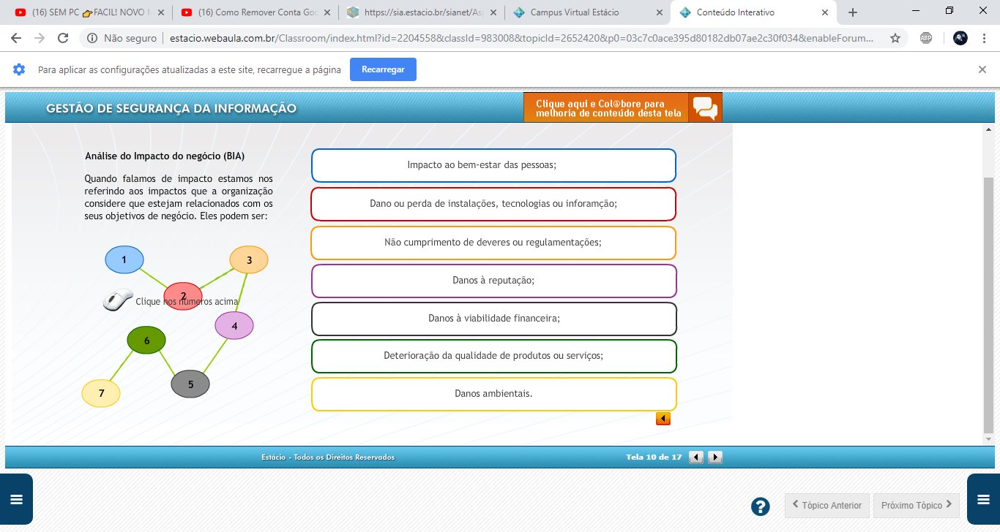 (16) SEM PC 👉FACIL! NOVO
(16) Como Remover Conta Goo
https://sia.estacio.br/sianet/Asp
Campus Virtual Estácio
Conteúdo Interativo
Não seguro
estacio.webaula.com.br/Classroom/index.html?id=2204558&classId=983008&topicId=2652420&p0=03c7c0ace395d80182db07ae2c30f034&enableForum...
ABP
Para aplicar as configurações atualizadas a este site, recarregue a página
Recarregar
GESTÃO DE SEGURANÇA DA INFORMAÇÃO
Clique aqui e Col@bore para
melhoria de conteúdo desta tela
Análise do Impacto do negócio (BIA)
Quando falamos de impacto estamos nos
referindo aos impactos que a organização
considere que estejam relacionados com os
seus objetivos de negócio. Eles podem ser:
1
3
2
Clique nos números acima
4
6
5
7
Impacto ao bem-estar das pessoas;
Dano ou perda de instalações, tecnologias ou inforamção;
Não cumprimento de deveres ou regulamentações;
Danos à reputação;
Danos à viabilidade financeira;
Deterioração da qualidade de produtos ou serviços;
Danos ambientais.
Estácio - Todos os Direitos Reservados
Tela 10 de 17
?
Tópico Anterior
Próximo Tópico